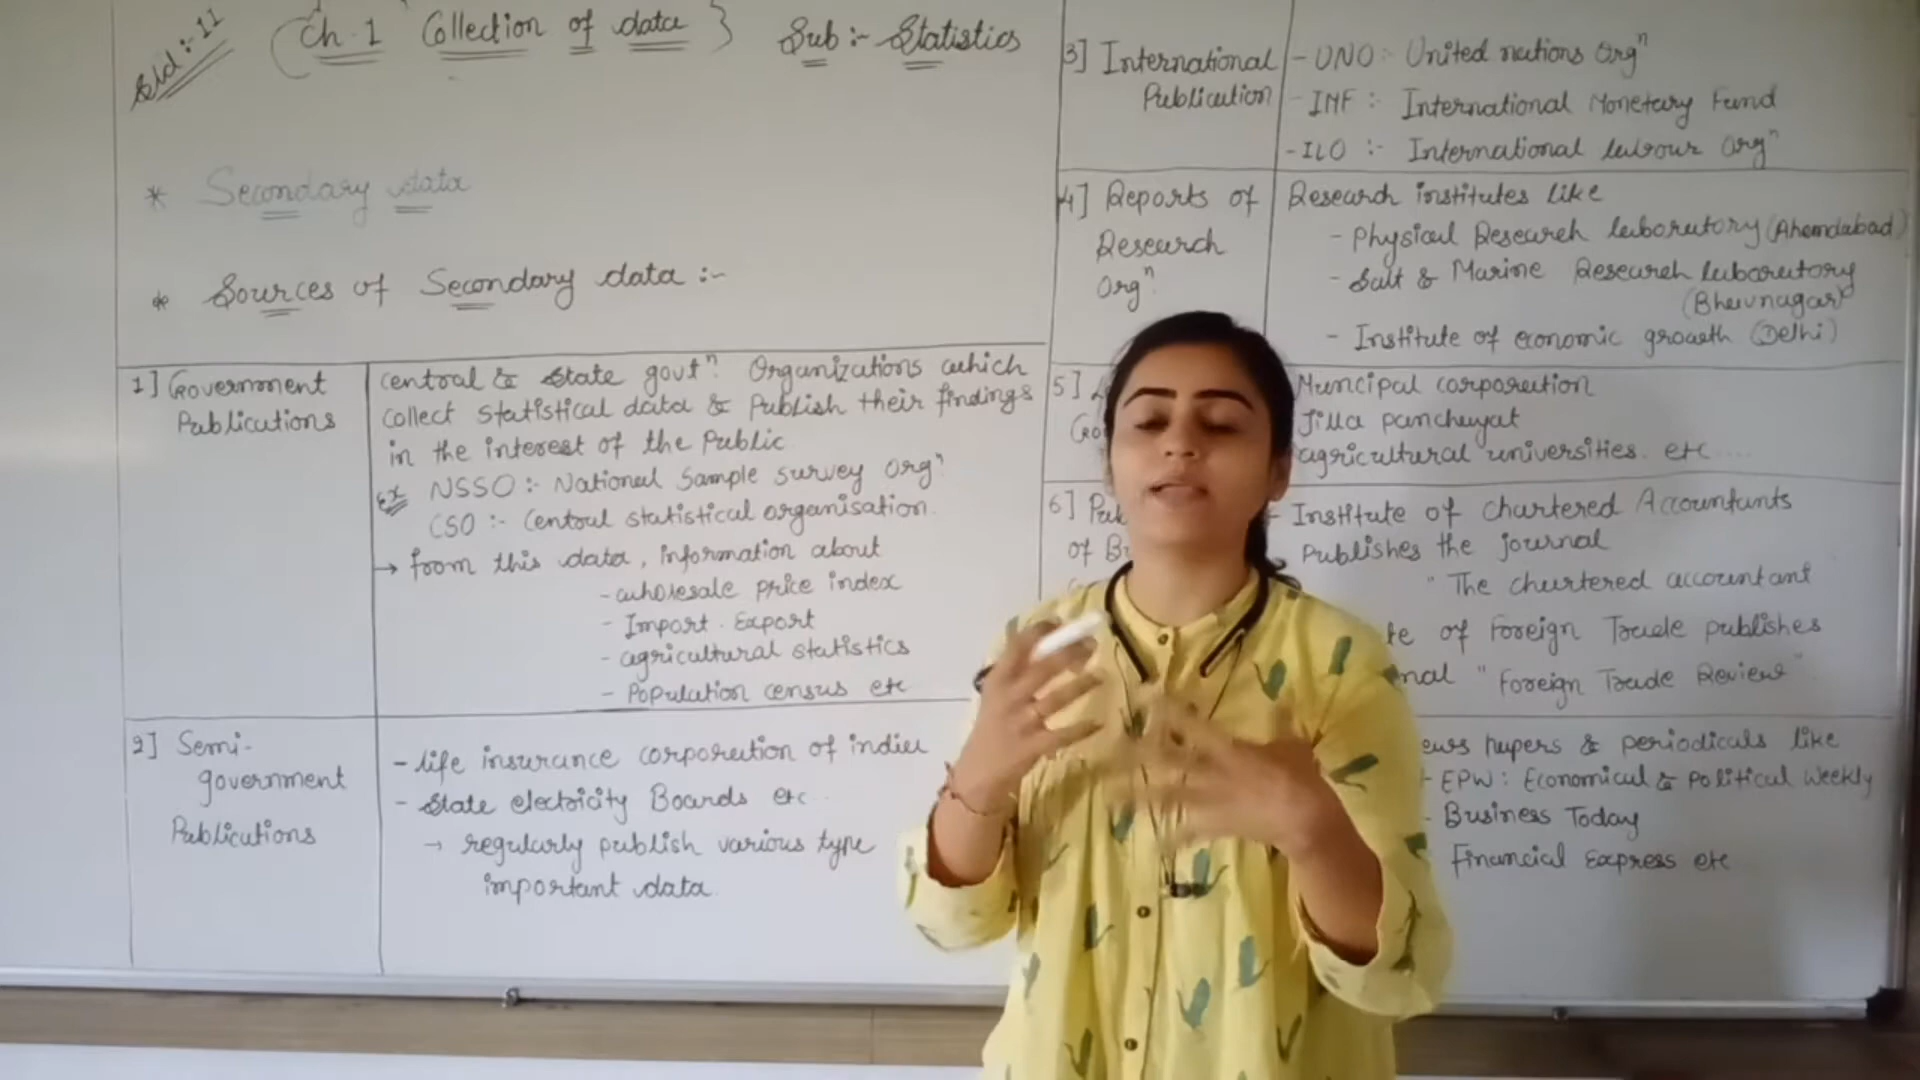 Std :- 11
Ch. 1 Collection of data } Sub :- Statistics
* Secondary data
* Sources of Secondary data :-
1] Government
Publications
central & state govtⁿ. Organizations which
collect statistical data & Publish their findings
in the interest of the Public
Ex NSSO :- National Sample survey orgⁿ
CSO :- Central statistical organisation.
→ from this data, information about
- wholesale price index
- Import. Export
- agricultural statistics
- Population census etc
2] Semi-
government
Publications
- life insurance corporation of india
- State electricity Boards etc
→ regularly publish various type
important data.
3] International
Publication
- UNO :- United nations Orgⁿ
- IMF :- International Monetary Fund
- ILO :- International labour Orgⁿ
4] Reports of
Research
Orgⁿ.
Research institutes like
- Physical Research laboratory (Ahemdabad)
- Salt & Marine Research laboratory
(Bhavnagar)
- Institute of economic growth (Delhi)
5]
Muncipal corporation
Jilla panchayat
agricultural universities. etc ....
6]
of
Institute of chartered Accountants
Publishes the journal
" The chartered accountant
of Foreign Trade publishes
" Foreign Trade Review "
& periodicals like
- EPW : Economical & Political Weekly
- Business Today
Financial Express etc